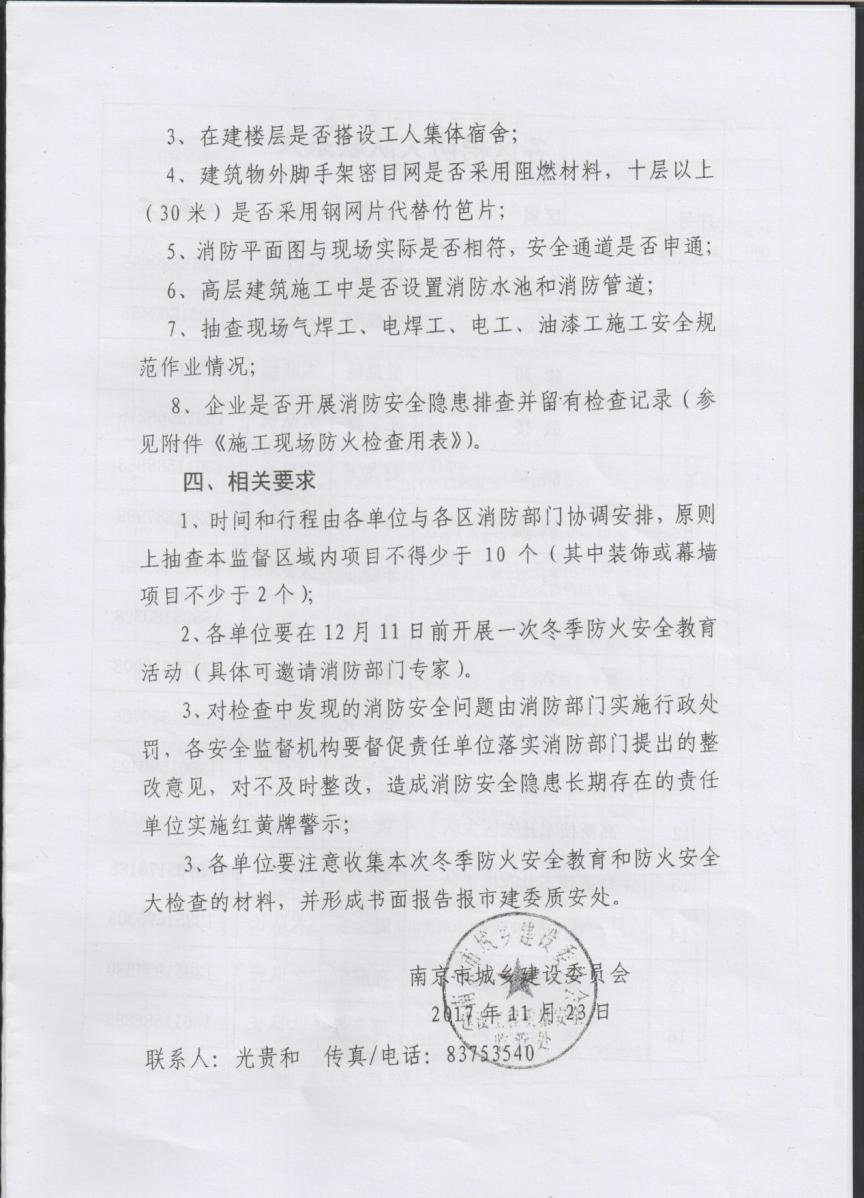 3、在建楼层是否搭设工人集体宿舍；
4、建筑物外脚手架密目网是否采用阻燃材料，十层以上
（30米）是否采用钢网片代替竹笆片；
5、消防平面图与现场实际是否相符，安全通道是否申通；
6、高层建筑施工中是否设置消防水池和消防管道；
7、抽查现场气焊工、电焊工、电工、油漆工施工安全规
范作业情况；
8、企业是否开展消防安全隐患排查并留有检查记录（参
见附件《施工现场防火检查用表》）。
四、相关要求
1、时间和行程由各单位与各区消防部门协调安排，原则
上抽查本监督区域内项目不得少于 10 个（其中装饰或幕墙
项目不少于2个）；
2、各单位要在12月11日前开展一次冬季防火安全教育
活动（具体可邀请消防部门专家）。
3、对检查中发现的消防安全问题由消防部门实施行政处
罚，各安全监督机构要督促责任单位落实消防部门提出的整
改意见，对不及时整改，造成消防安全隐患长期存在的责任
单位实施红黄牌警示；
3、各单位要注意收集本次冬季防火安全教育和防火安全
大检查的材料，并形成书面报告报市建委质安处。
南京市城乡建设委员会
2017年11月23日
联系人：光贵和 传真/电话：83753540